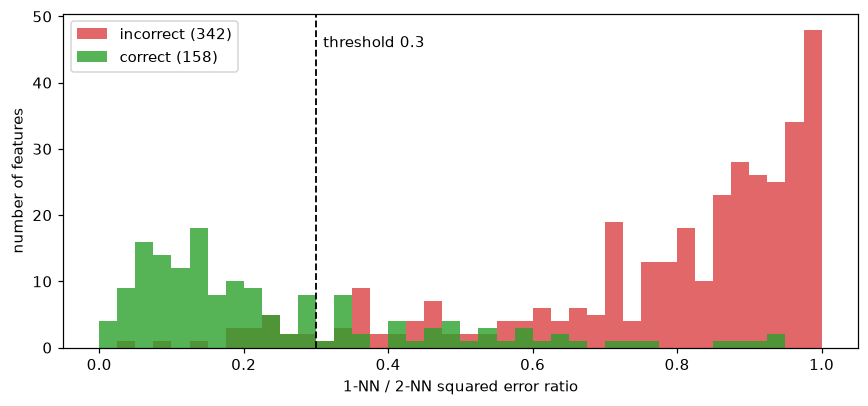 incorrect (342)
correct (158)
threshold 0.3
number of features
50
40
30
20
10
0
0.0 0.2 0.4 0.6 0.8 1.0
1-NN / 2-NN squared error ratio